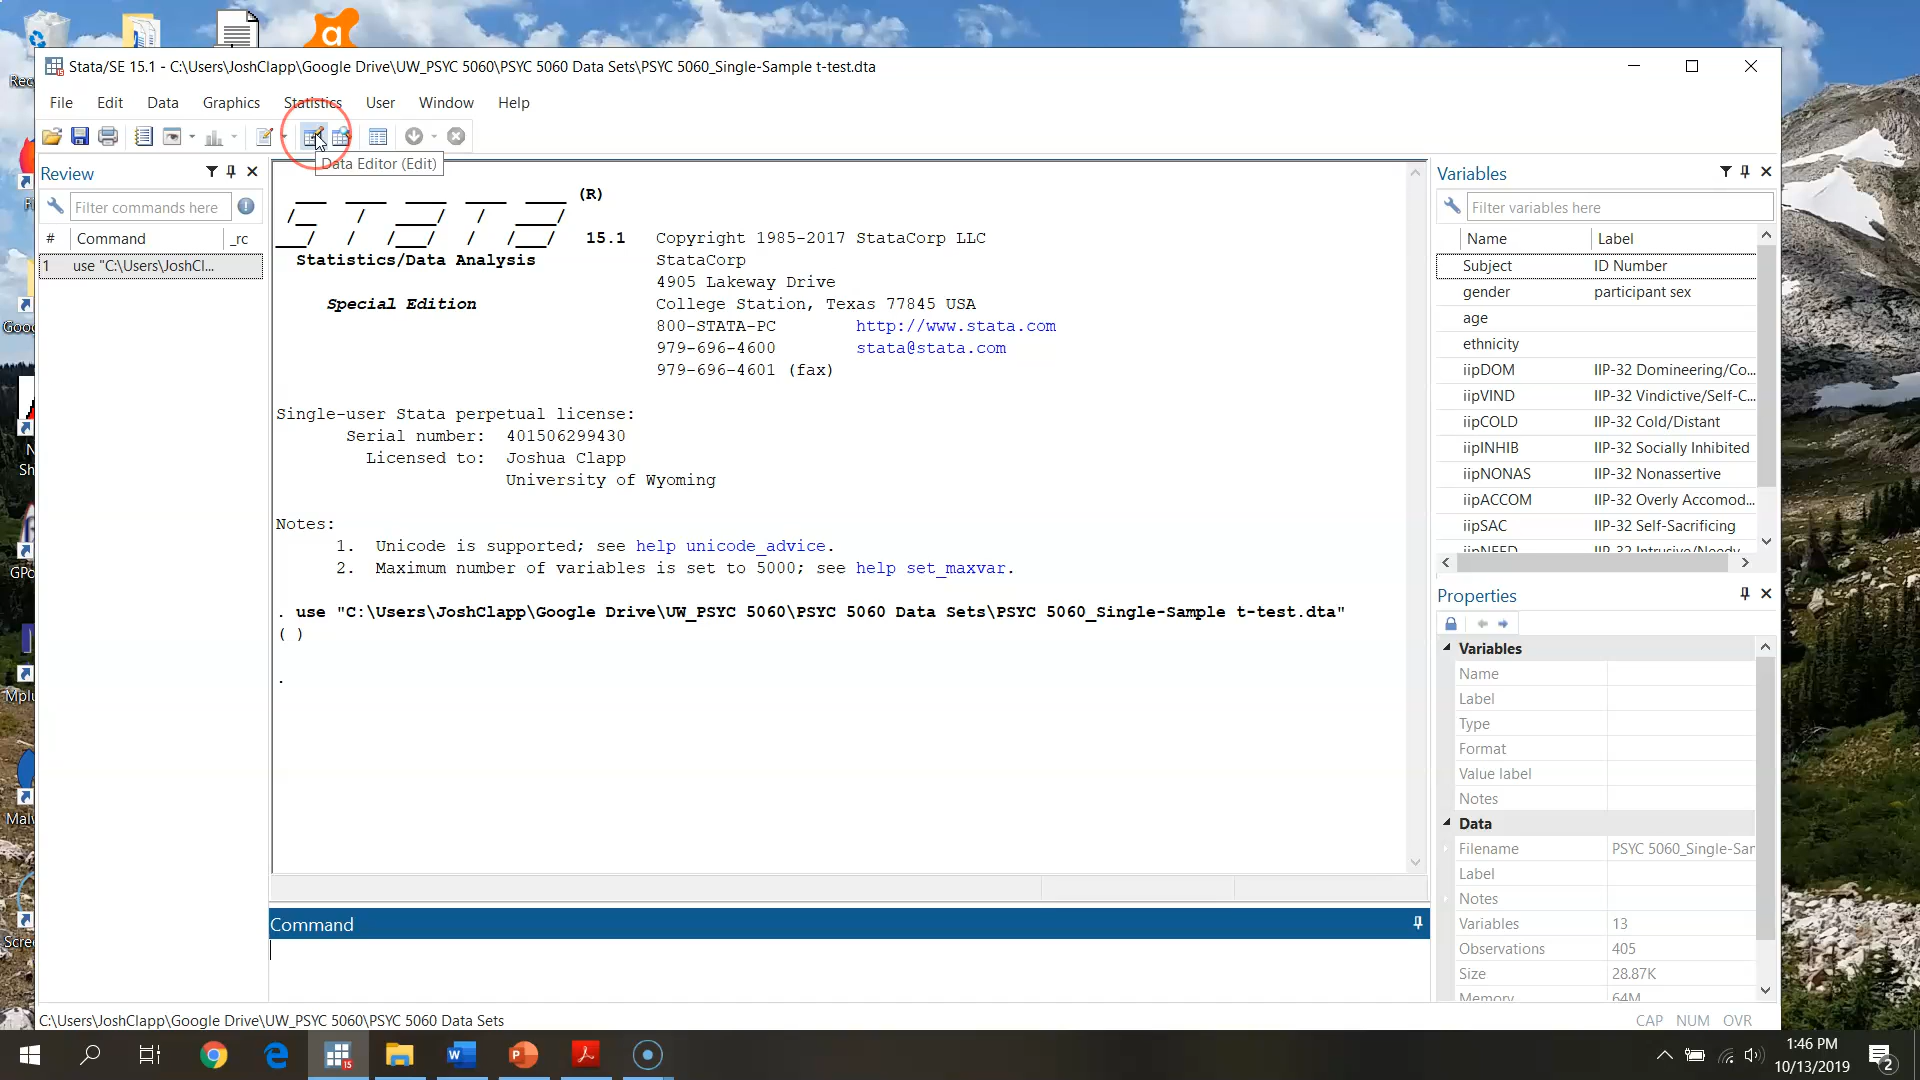 Stata/SE 15.1 - C:\Users\JoshClapp\Google Drive\UW_PSYC 5060\PSYC 5060 Data Sets\PSYC 5060_Single-Sample t-test.dta
File Edit Data Graphics Statistics User Window Help
Data Editor (Edit)
Review
Filter commands here
# Command _rc
1 use "C:\Users\JoshCl...
(R)
stata
15.1 Copyright 1985-2017 StataCorp LLC
Statistics/Data Analysis StataCorp
4905 Lakeway Drive
Special Edition College Station, Texas 77845 USA
800-STATA-PC http://www.stata.com
979-696-4600 stata@stata.com
979-696-4601 (fax)
Single-user Stata perpetual license:
Serial number: 401506299430
Licensed to: Joshua Clapp
University of Wyoming
Notes:
1. Unicode is supported; see help unicode_advice.
2. Maximum number of variables is set to 5000; see help set_maxvar.
. use "C:\Users\JoshClapp\Google Drive\UW_PSYC 5060\PSYC 5060 Data Sets\PSYC 5060_Single-Sample t-test.dta"
( )
.
Command
Variables
Filter variables here
Name Label
Subject ID Number
gender participant sex
age
ethnicity
iipDOM IIP-32 Domineering/Co...
iipVIND IIP-32 Vindictive/Self-C...
iipCOLD IIP-32 Cold/Distant
iipINHIB IIP-32 Socially Inhibited
iipNONAS IIP-32 Nonassertive
iipACCOM IIP-32 Overly Accomod...
iipSAC IIP-32 Self-Sacrificing
iipNEED IIP-32 Intrusive/Needy
Properties
Variables
Name
Label
Type
Format
Value label
Notes
Data
Filename PSYC 5060_Single-Sar
Label
Notes
Variables 13
Observations 405
Size 28.87K
Memory 64M
C:\Users\JoshClapp\Google Drive\UW_PSYC 5060\PSYC 5060 Data Sets
CAP NUM OVR
1:46 PM
10/13/2019
2